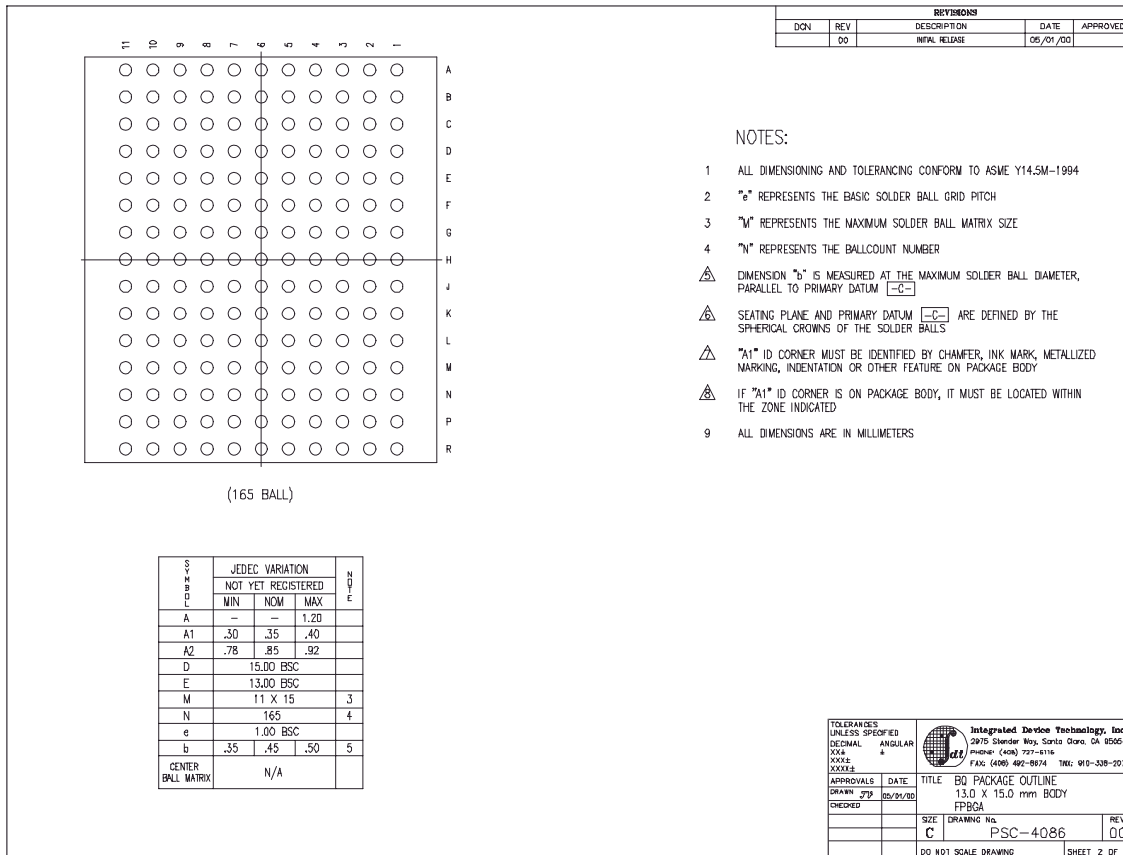 REVISIONS
DCN REV DESCRIPTION DATE APPROVED
00 INITIAL RELEASE 05/01/00
11 10 9 8 7 6 5 4 3 2 1
A
B
C
D
E
F
G
H
J
K
L
M
N
P
R
(165 BALL)
NOTES:
1 ALL DIMENSIONING AND TOLERANCING CONFORM TO ASME Y14.5M-1994
2 "e" REPRESENTS THE BASIC SOLDER BALL GRID PITCH
3 "M" REPRESENTS THE MAXIMUM SOLDER BALL MATRIX SIZE
4 "N" REPRESENTS THE BALLCOUNT NUMBER
5 DIMENSION "b" IS MEASURED AT THE MAXIMUM SOLDER BALL DIAMETER,
PARALLEL TO PRIMARY DATUM -C-
6 SEATING PLANE AND PRIMARY DATUM -C- ARE DEFINED BY THE
SPHERICAL CROWNS OF THE SOLDER BALLS
7 "A1" ID CORNER MUST BE IDENTIFIED BY CHAMFER, INK MARK, METALLIZED
MARKING, INDENTATION OR OTHER FEATURE ON PACKAGE BODY
8 IF "A1" ID CORNER IS ON PACKAGE BODY, IT MUST BE LOCATED WITHIN
THE ZONE INDICATED
9 ALL DIMENSIONS ARE IN MILLIMETERS
SYMBOL JEDEC VARIATION NOTE
NOT YET REGISTERED
MIN NOM MAX
A – – 1.20
A1 .30 .35 .40
A2 .78 .85 .92
D 15.00 BSC
E 13.00 BSC
M 11 X 15 3
N 165 4
e 1.00 BSC
b .35 .45 .50 5
CENTER
BALL MATRIX N/A
TOLERANCES
UNLESS SPECIFIED
DECIMAL ANGULAR
XX± ±
XXX±
XXXX±
idt
Integrated Device Technology, Inc
2975 Stender Way, Santa Clara, CA
PHONE: (408) 727-6116
FAX: (408) 492-8674 TWX: 910-338-
APPROVALS DATE
DRAWN 05/01/00
CHECKED
TITLE BQ PACKAGE OUTLINE
13.0 X 15.0 mm BODY
FPBGA
SIZE DRAWING No. REV
C PSC-4086 00
DO NOT SCALE DRAWING SHEET 2 OF